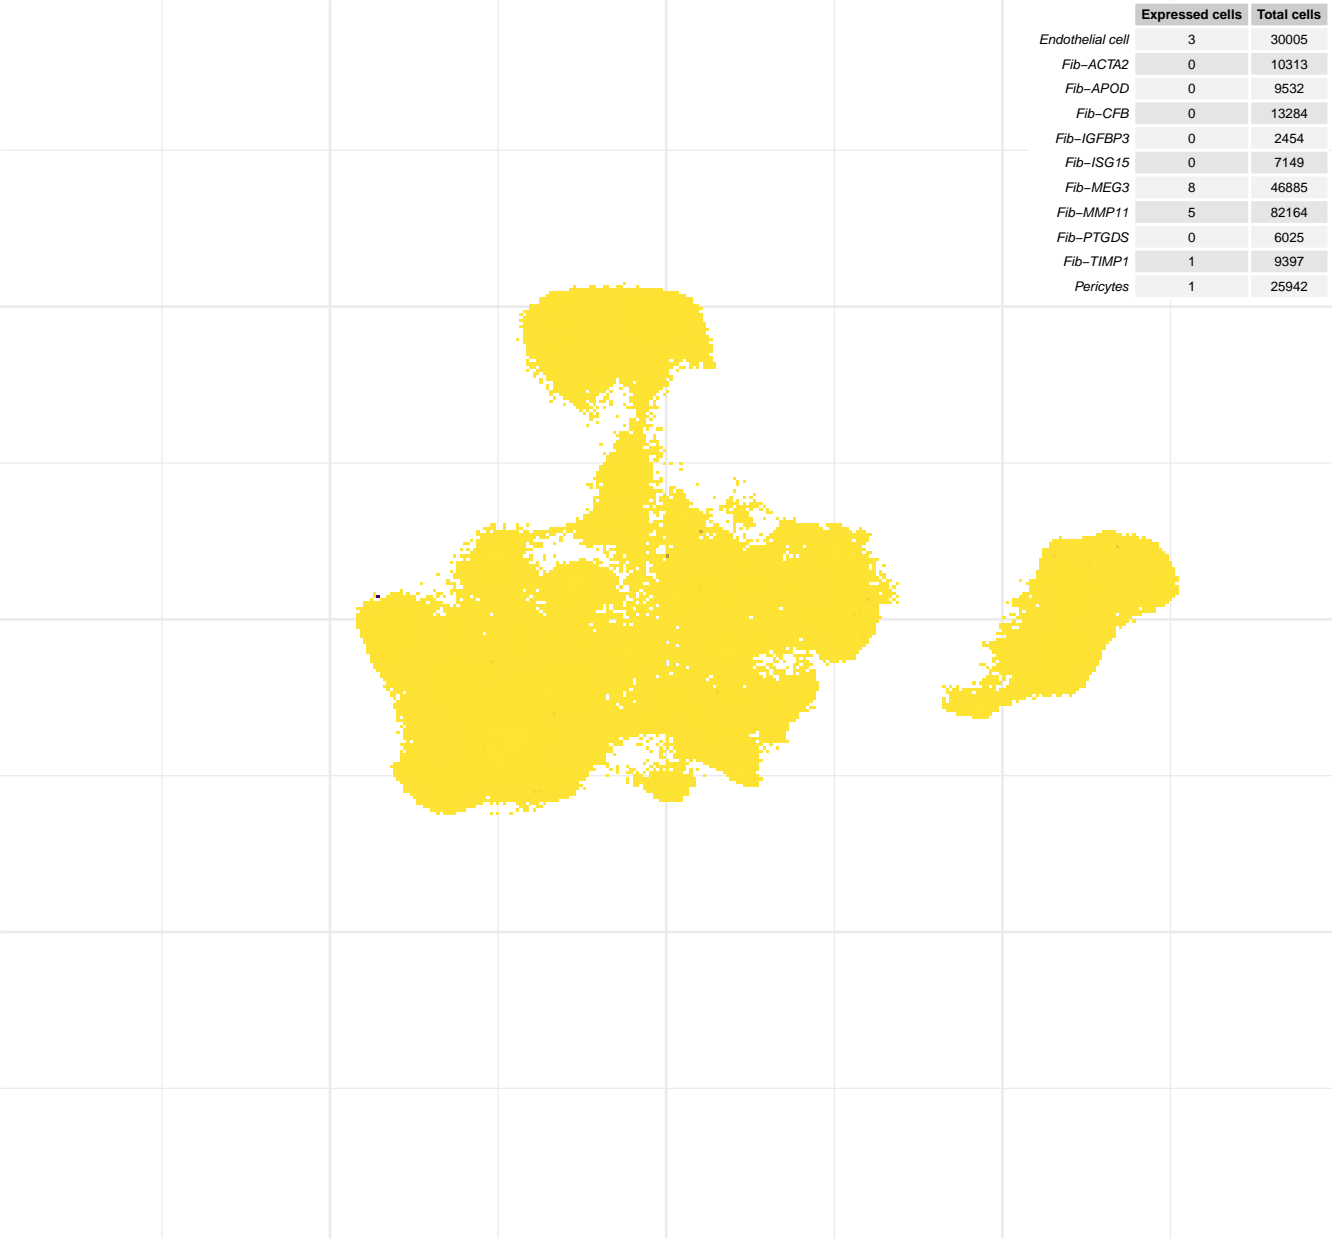 Expressed cells Total cells
Endothelial cell 3 30005
Fib−ACTA2 0 10313
Fib−APOD 0 9532
Fib−CFB 0 13284
Fib−IGFBP3 0 2454
Fib−ISG15 0 7149
Fib−MEG3 8 46885
Fib−MMP11 5 82164
Fib−PTGDS 0 6025
Fib−TIMP1 1 9397
Pericytes 1 25942